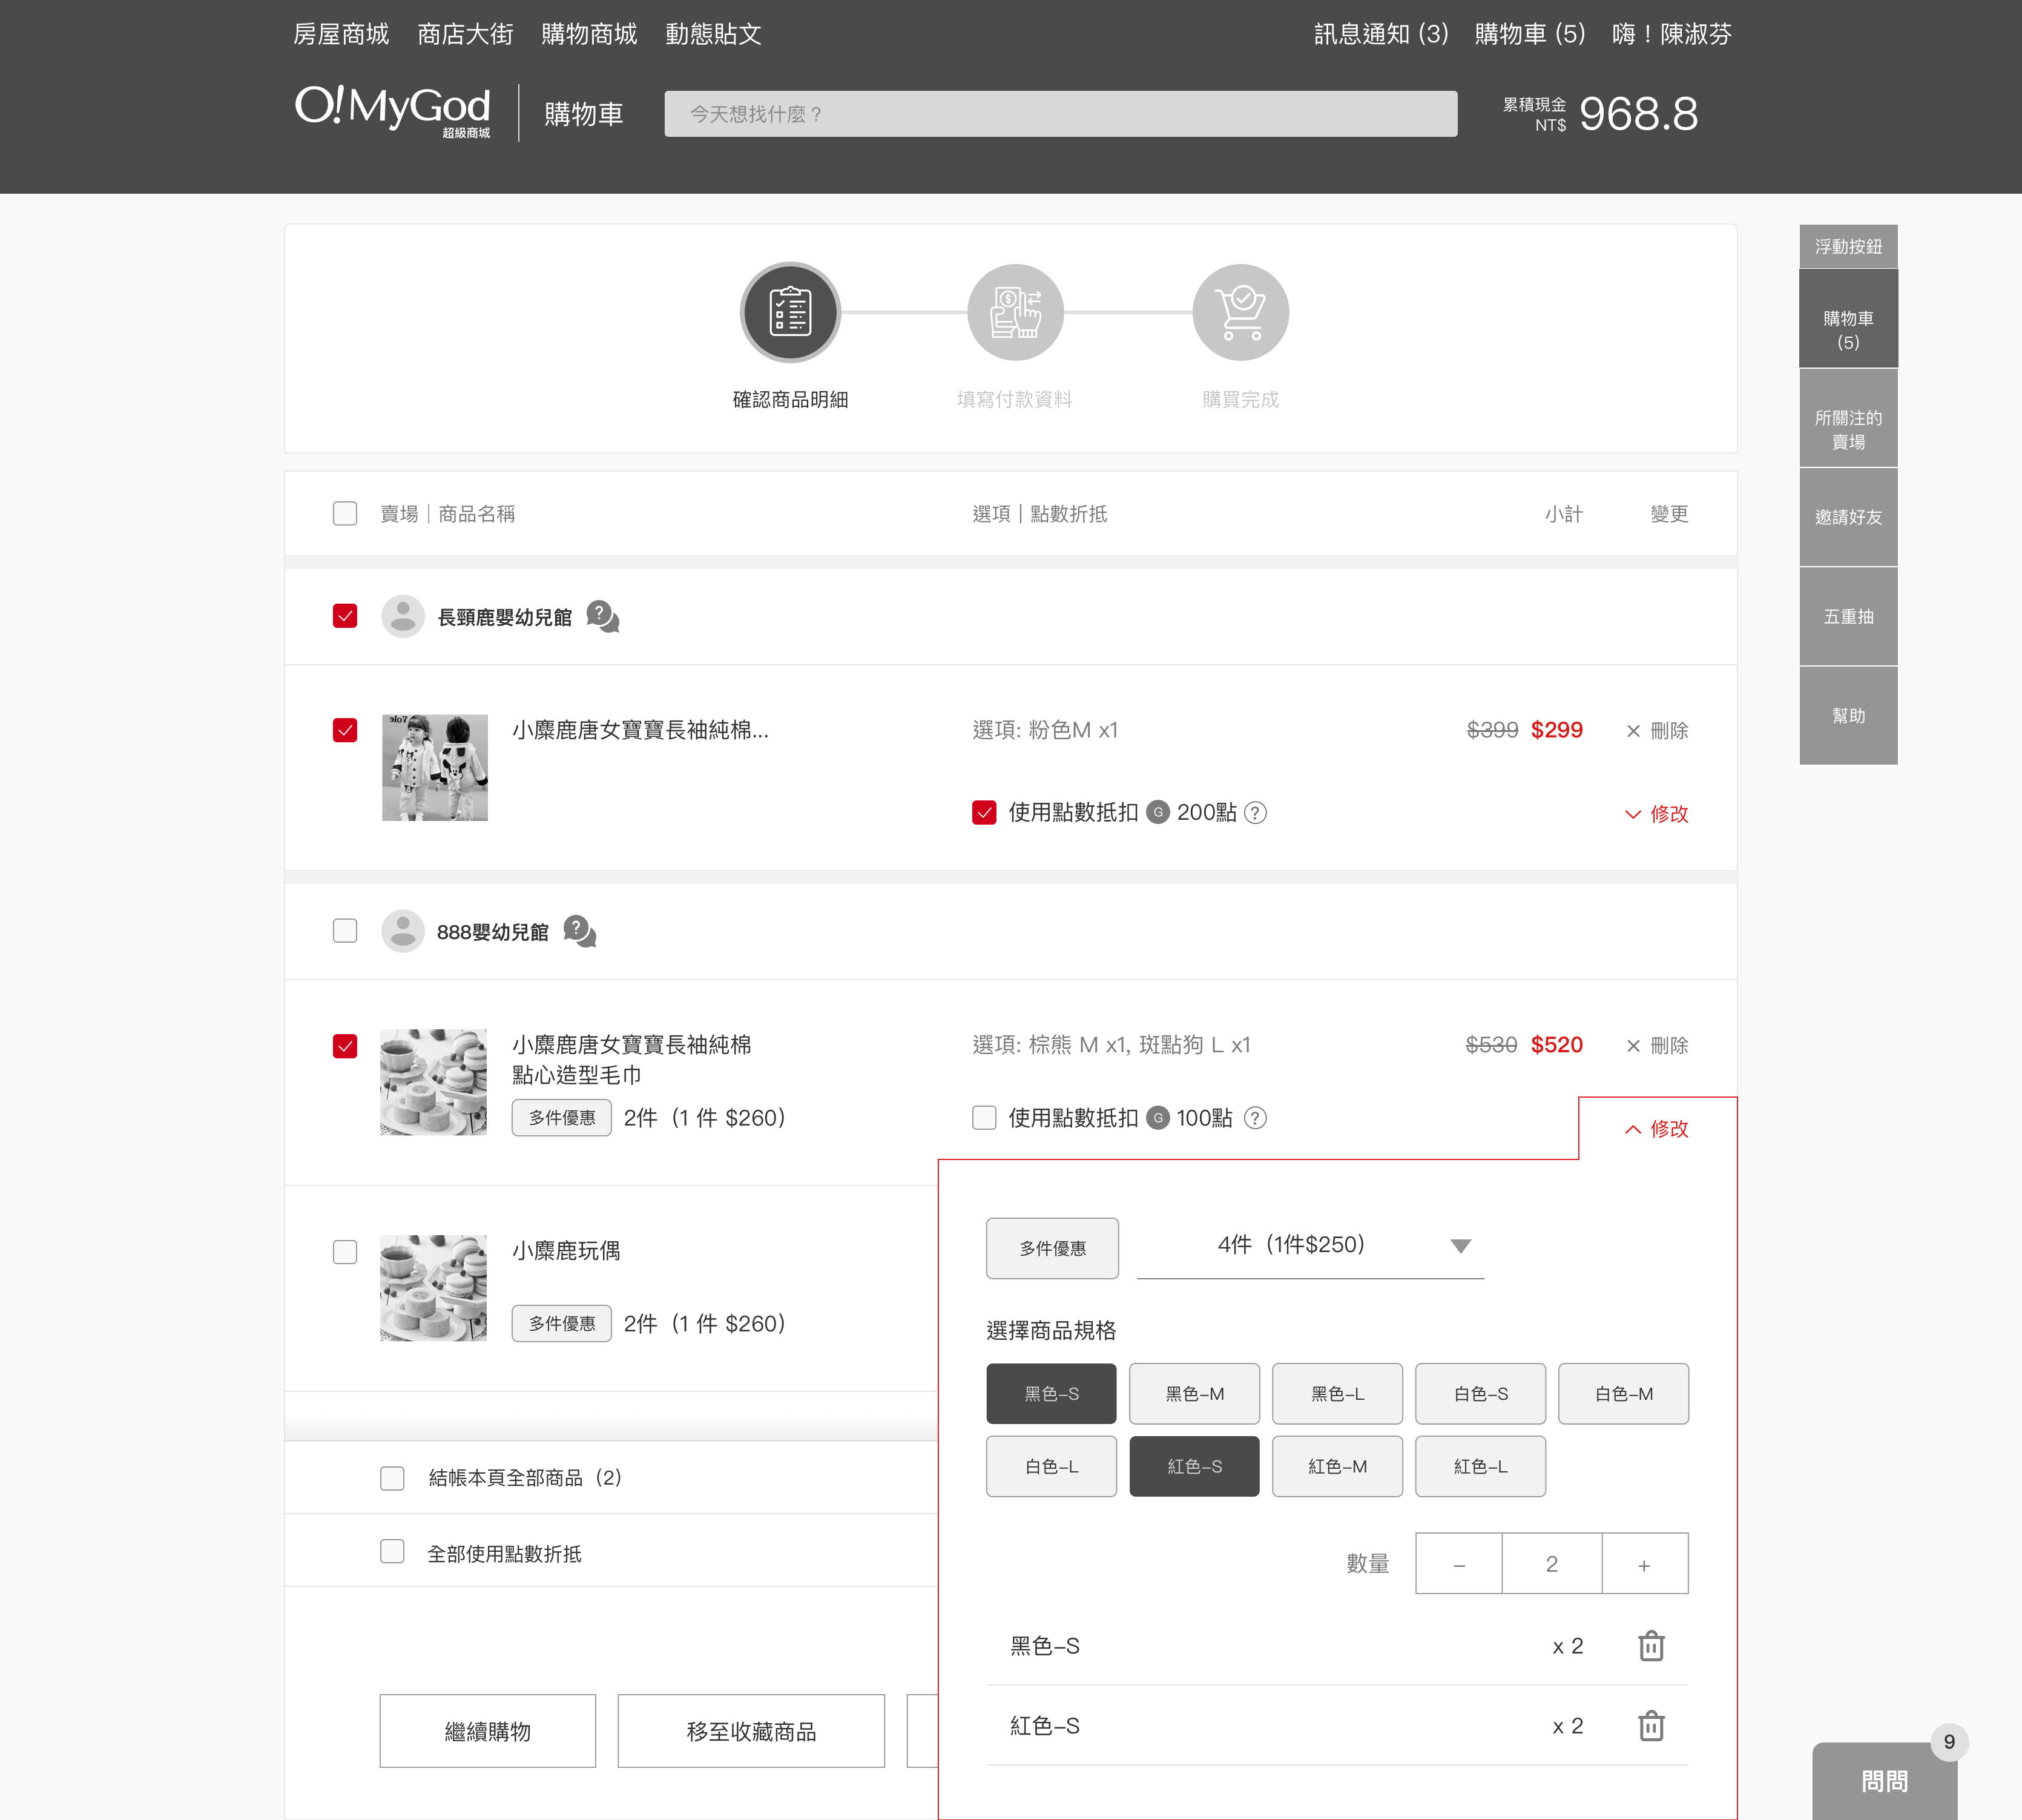 房屋商城 商店大街 購物商城 動態貼文 訊息通知 (3) 購物車 (5) 嗨！陳淑芬
O!MyGod
超級商城
購物車
今天想找什麼？
累積現金
NT$
968.8
浮動按鈕
購物車
(5)
所關注的
賣場
邀請好友
五重抽
幫助
確認商品明細 填寫付款資料 購買完成
賣場｜商品名稱 選項｜點數折抵 小計 變更
長頸鹿嬰幼兒館
小麋鹿唐女寶寶長袖純棉... 選項: 粉色M x1 $399 $299 × 刪除
使用點數抵扣 G 200點 ? 修改
888嬰幼兒館
小麋鹿唐女寶寶長袖純棉 選項: 棕熊 M x1, 斑點狗 L x1 $530 $520 × 刪除
點心造型毛巾
多件優惠 2件（1 件 $260） 使用點數抵扣 G 100點 ? 修改
小麋鹿玩偶
多件優惠 2件（1 件 $260）
多件優惠 4件（1件$250）
選擇商品規格
黑色–S 黑色–M 黑色–L 白色–S 白色–M
白色–L 紅色–S 紅色–M 紅色–L
數量 – 2 +
黑色–S x 2
紅色–S x 2
結帳本頁全部商品（2）
全部使用點數折抵
繼續購物 移至收藏商品
問問 9